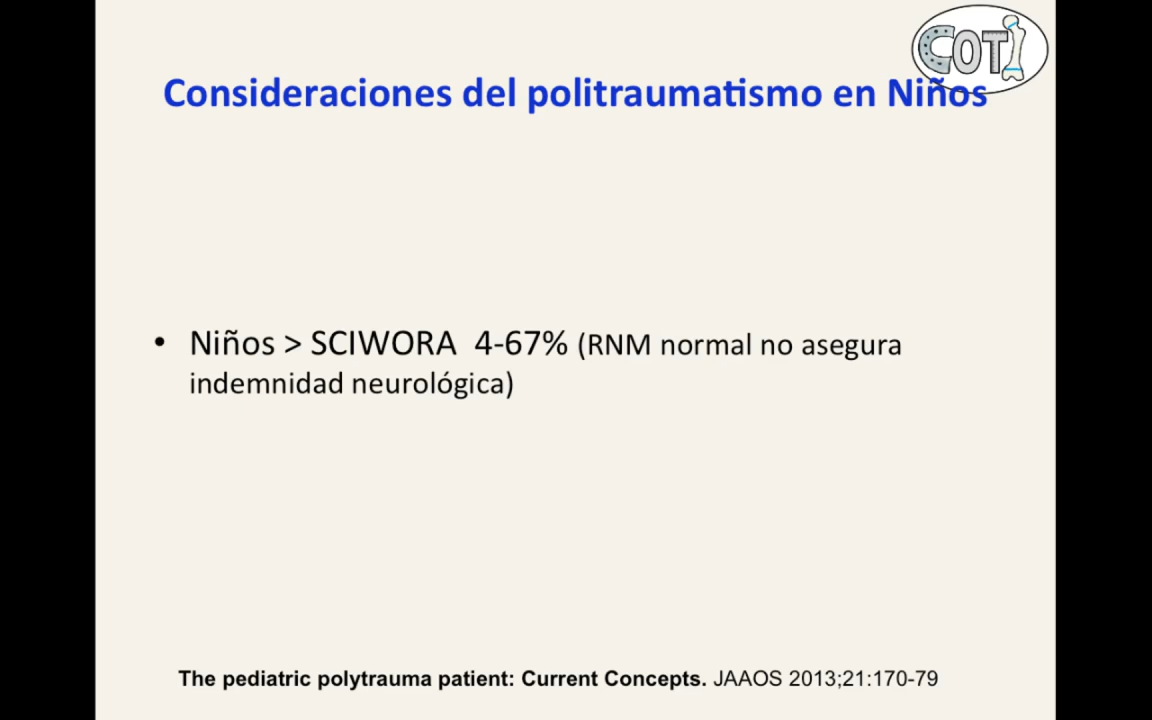 COTI
Consideraciones del politraumatismo en Niños
• Niños > SCIWORA 4-67% (RNM normal no asegura
indemnidad neurológica)
The pediatric polytrauma patient: Current Concepts. JAAOS 2013;21:170-79